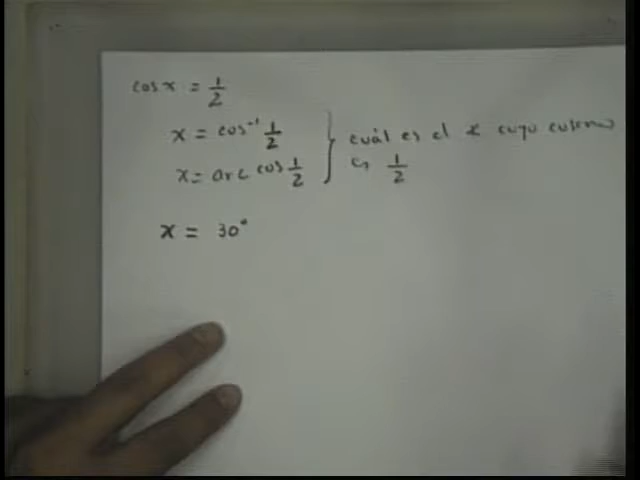 cos x = 1/2
x = cos⁻¹ 1/2
x = arc cos 1/2
cuál es el x cuyo coseno
es 1/2
x = 30°